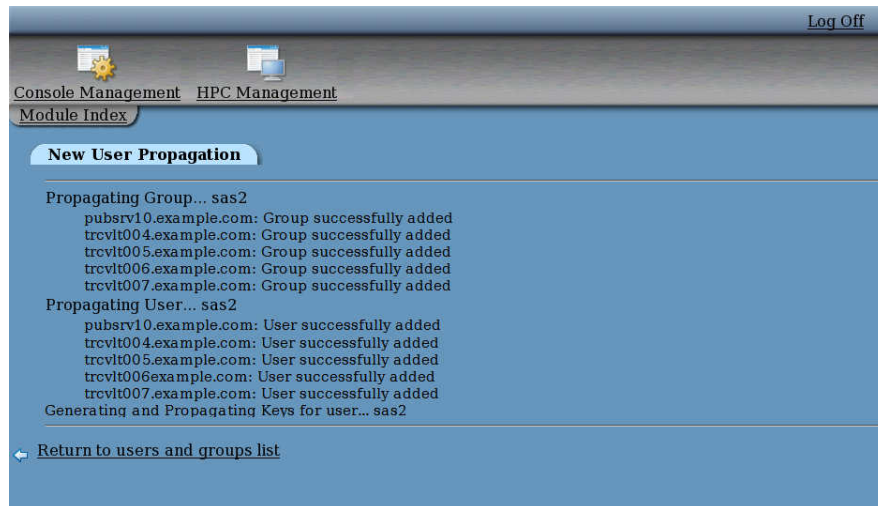 Log Off
Console Management HPC Management
Module Index
New User Propagation
Propagating Group... sas2
pubsrv10.example.com: Group successfully added
trcvlt004.example.com: Group successfully added
trcvlt005.example.com: Group successfully added
trcvlt006.example.com: Group successfully added
trcvlt007.example.com: Group successfully added
Propagating User... sas2
pubsrv10.example.com: User successfully added
trcvlt004.example.com: User successfully added
trcvlt005.example.com: User successfully added
trcvlt006example.com: User successfully added
trcvlt007.example.com: User successfully added
Generating and Propagating Keys for user... sas2
Return to users and groups list